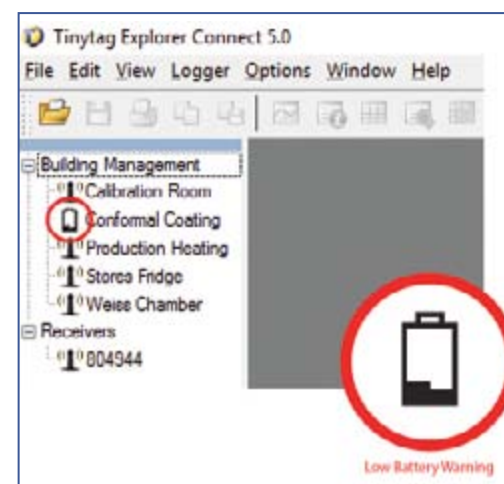 Tinytag Explorer Connect 5.0
File Edit View Logger Options Window Help
Building Management
Calibration Room
Conformal Coating
Production Heating
Stores Fridge
Weiss Chamber
Receivers
804944
Low Battery Warning